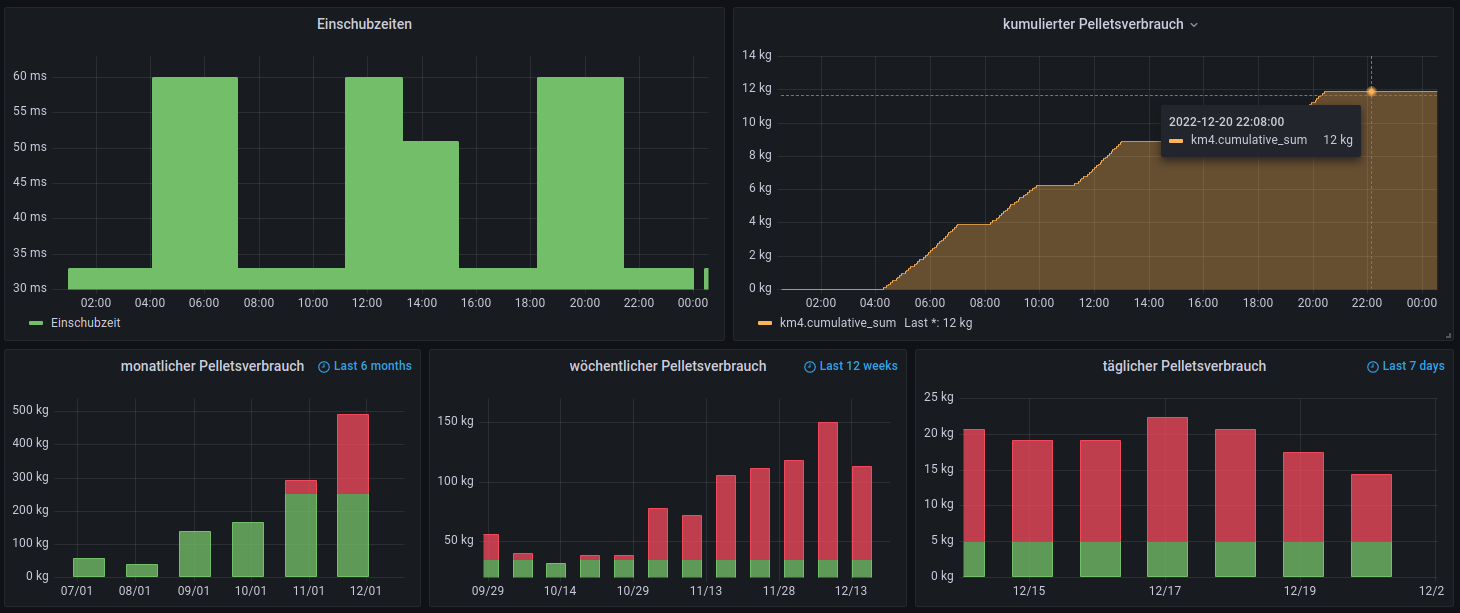 Einschubzeiten
60 ms
55 ms
50 ms
45 ms
40 ms
35 ms
30 ms
02:00 04:00 06:00 08:00 10:00 12:00 14:00 16:00 18:00 20:00 22:00 00:00
Einschubzeit
kumulierter Pelletsverbrauch
14 kg
12 kg
10 kg
8 kg
6 kg
4 kg
2 kg
0 kg
2022-12-20 22:08:00
km4.cumulative_sum 12 kg
02:00 04:00 06:00 08:00 10:00 12:00 14:00 16:00 18:00 20:00 22:00 00:00
km4.cumulative_sum Last *: 12 kg
monatlicher Pelletsverbrauch Last 6 months
500 kg
400 kg
300 kg
200 kg
100 kg
0 kg
07/01 08/01 09/01 10/01 11/01 12/01
wöchentlicher Pelletsverbrauch Last 12 weeks
150 kg
100 kg
50 kg
09/29 10/14 10/29 11/13 11/28 12/13
täglicher Pelletsverbrauch Last 7 days
25 kg
20 kg
15 kg
10 kg
5 kg
0 kg
12/15 12/17 12/19 12/2